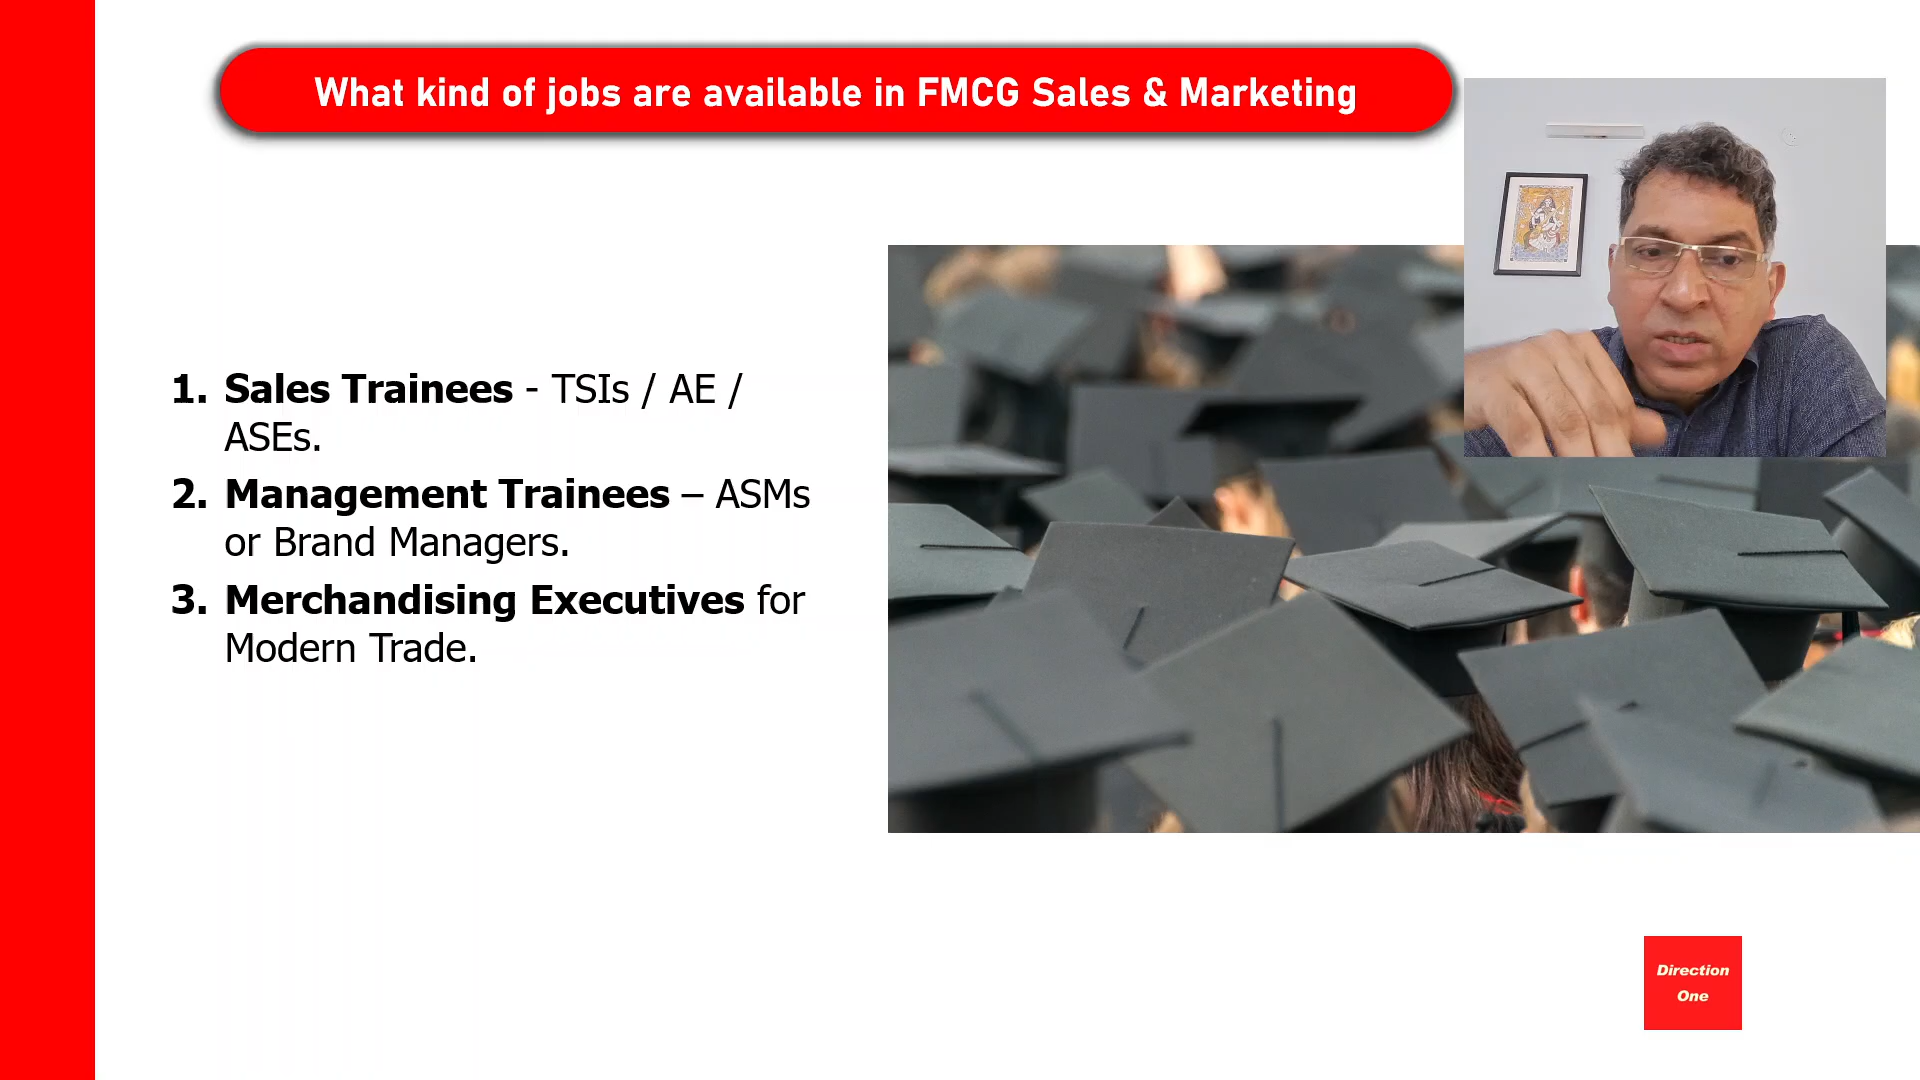 What kind of jobs are available in FMCG Sales & Marketing
1. Sales Trainees - TSIs / AE /
ASEs.
2. Management Trainees – ASMs
or Brand Managers.
3. Merchandising Executives for
Modern Trade.
Direction
One